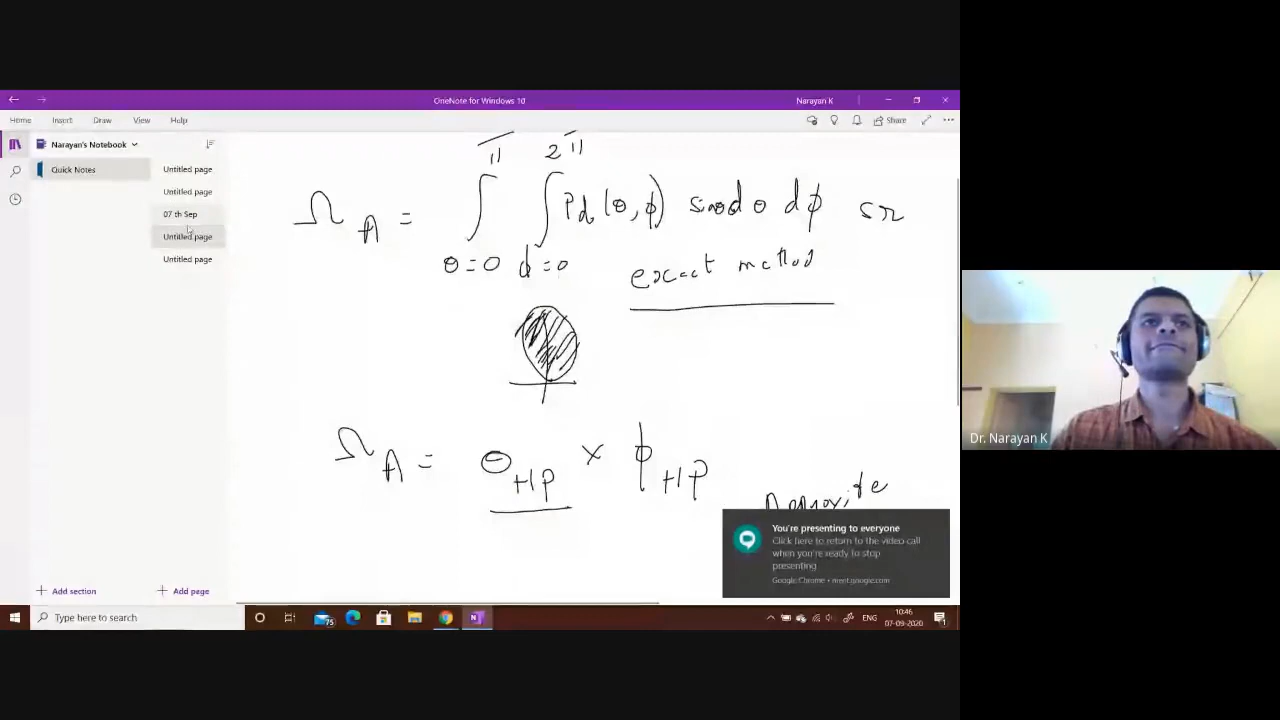 OneNote for Windows 10
Narayan K
Home Insert Draw View Help
Share
Narayan's Notebook
Quick Notes
Untitled page
Untitled page
07 th Sep
Untitled page
Untitled page
π 2π
Ω_A = ∫ ∫ Pd (θ, φ) sinθ dθ dφ sr
θ=0 φ=0
exact method
Ω_A = θ_HP × φ_HP
Dr. Narayan K
You're presenting to everyone
Click here to return to the video call
when you're ready to stop
presenting
Google Chrome • meet.google.com
Add section
Add page
Type here to search
75
ENG
10:46
07-09-2020